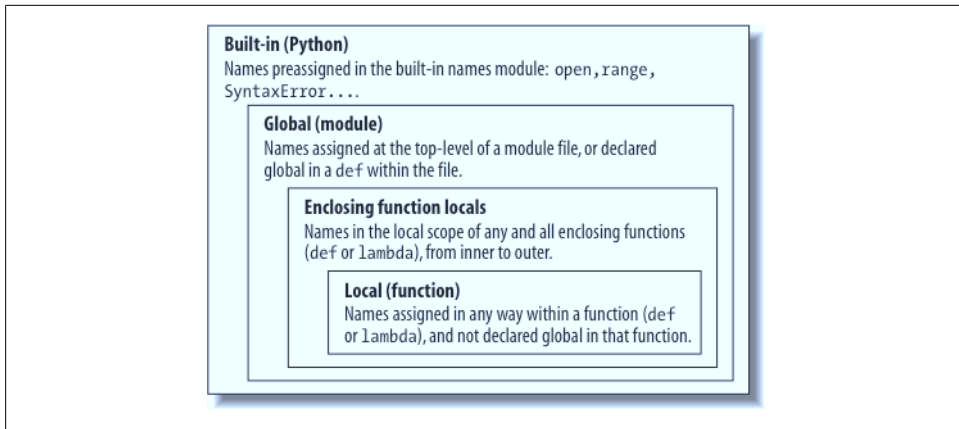 Built-in (Python)
Names preassigned in the built-in names module: open, range,
SyntaxError....
Global (module)
Names assigned at the top-level of a module file, or declared
global in a def within the file.
Enclosing function locals
Names in the local scope of any and all enclosing functions
(def or lambda), from inner to outer.
Local (function)
Names assigned in any way within a function (def
or lambda), and not declared global in that function.